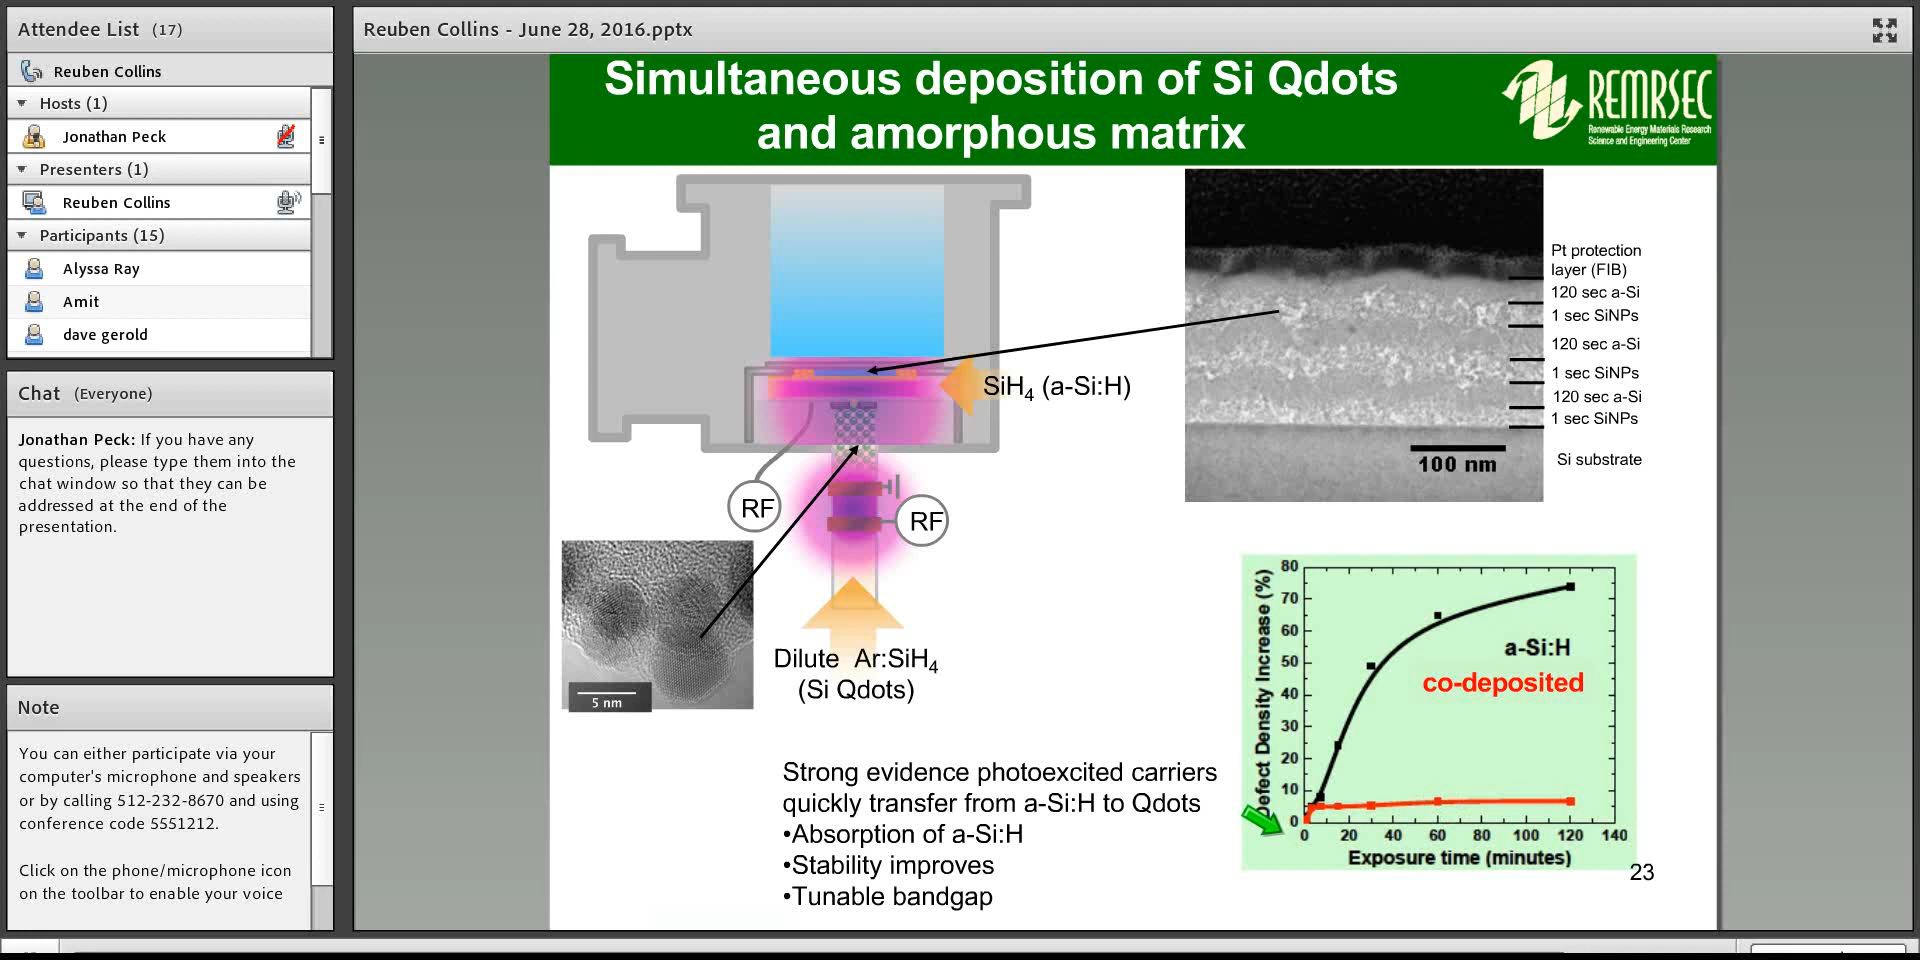 Attendee List (17)
Reuben Collins
Hosts (1)
Jonathan Peck
Presenters (1)
Reuben Collins
Participants (15)
Alyssa Ray
Amit
dave gerold
Chat (Everyone)
Jonathan Peck: If you have any
questions, please type them into the
chat window so that they can be
addressed at the end of the
presentation.
Note
You can either participate via your
computer's microphone and speakers
or by calling 512-232-8670 and using
conference code 5551212.
Click on the phone/microphone icon
on the toolbar to enable your voice
Reuben Collins - June 28, 2016.pptx
Simultaneous deposition of Si Qdots
and amorphous matrix
REMRSEC
Renewable Energy Materials Research
Science and Engineering Center
SiH4 (a-Si:H)
RF
RF
5 nm
Dilute Ar:SiH4
(Si Qdots)
Pt protection
layer (FIB)
120 sec a-Si
1 sec SiNPs
120 sec a-Si
1 sec SiNPs
120 sec a-Si
1 sec SiNPs
100 nm
Si substrate
Strong evidence photoexcited carriers
quickly transfer from a-Si:H to Qdots
•Absorption of a-Si:H
•Stability improves
•Tunable bandgap
Defect Density Increase (%)
80
70
60
50
40
30
20
10
0
a-Si:H
co-deposited
0 20 40 60 80 100 120 140
Exposure time (minutes)
23